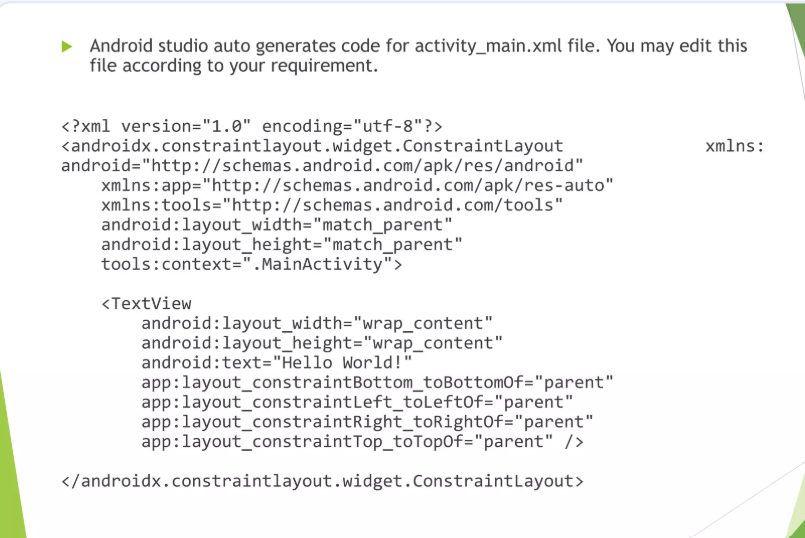 Android studio auto generates code for activity_main.xml file. You may edit this
file according to your requirement.
<?xml version="1.0" encoding="utf-8"?>
<androidx.constraintlayout.widget.ConstraintLayout xmlns:
android="http://schemas.android.com/apk/res/android"
xmlns:app="http://schemas.android.com/apk/res-auto"
xmlns:tools="http://schemas.android.com/tools"
android:layout_width="match_parent"
android:layout_height="match_parent"
tools:context=".MainActivity">
<TextView
android:layout_width="wrap_content"
android:layout_height="wrap_content"
android:text="Hello World!"
app:layout_constraintBottom_toBottomOf="parent"
app:layout_constraintLeft_toLeftOf="parent"
app:layout_constraintRight_toRightOf="parent"
app:layout_constraintTop_toTopOf="parent" />
</androidx.constraintlayout.widget.ConstraintLayout>